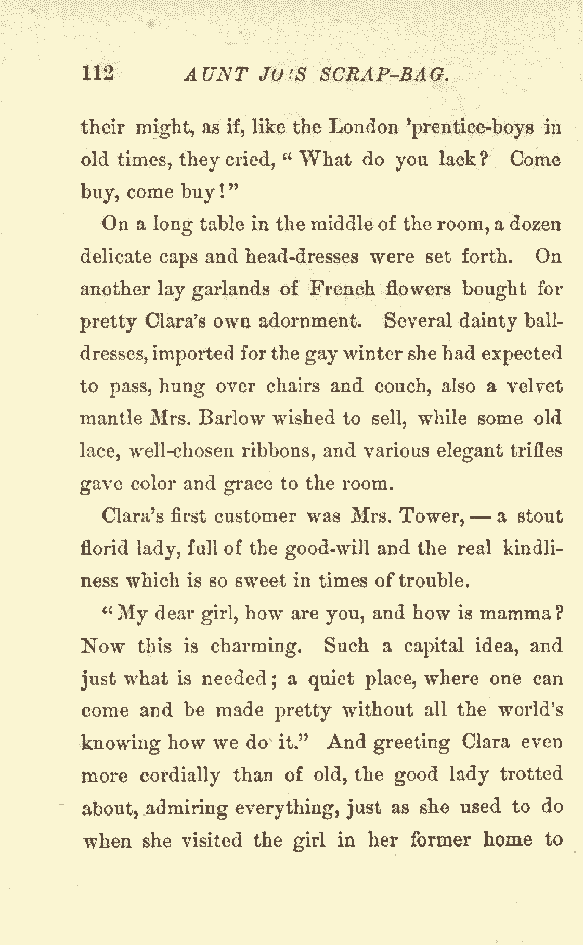 112 AUNT JO'S SCRAP-BAG.
their might, as if, like the London 'prentice-boys in
old times, they cried, “What do you lack? Come
buy, come buy!”
On a long table in the middle of the room, a dozen
delicate caps and head-dresses were set forth. On
another lay garlands of French flowers bought for
pretty Clara's own adornment. Several dainty ball-
dresses, imported for the gay winter she had expected
to pass, hung over chairs and couch, also a velvet
mantle Mrs. Barlow wished to sell, while some old
lace, well-chosen ribbons, and various elegant trifles
gave color and grace to the room.
Clara's first customer was Mrs. Tower, — a stout
florid lady, full of the good-will and the real kindli-
ness which is so sweet in times of trouble.
“My dear girl, how are you, and how is mamma?
Now this is charming. Such a capital idea, and
just what is needed; a quiet place, where one can
come and be made pretty without all the world's
knowing how we do it.” And greeting Clara even
more cordially than of old, the good lady trotted
about, admiring everything, just as she used to do
when she visited the girl in her former home to